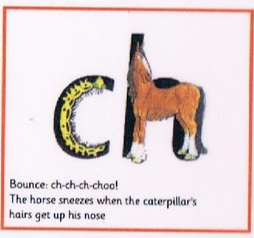 ch
Bounce: ch-ch-ch-choo!
The horse sneezes when the caterpillar's
hairs get up his nose